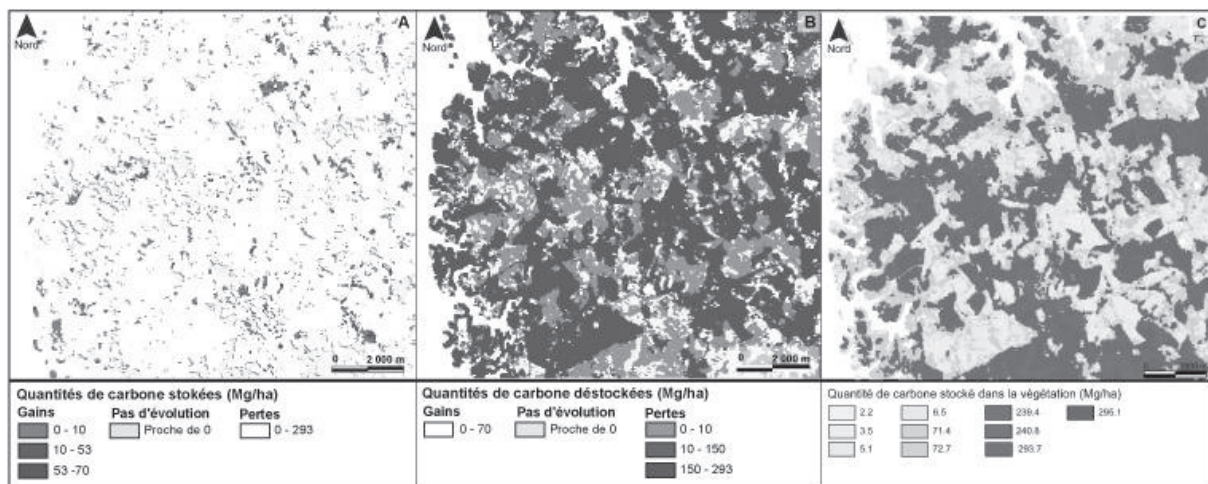 A
Nord
0 2 000 m
B
Nord
0 2 000 m
C
Nord
Quantités de carbone stokées (Mg/ha)
Gains
Pas d'évolution
Pertes
0 - 10
Proche de 0
0 - 293
10 - 53
53 -70
Quantités de carbone déstockées (Mg/ha)
Gains
Pas d'évolution
Pertes
0 - 70
Proche de 0
0 - 10
10 - 150
150 - 293
Quantité de carbone stocké dans la végétation (Mg/ha)
2.2
6.5
239.4
295.1
3.5
71.4
240.8
5.1
72.7
293.7